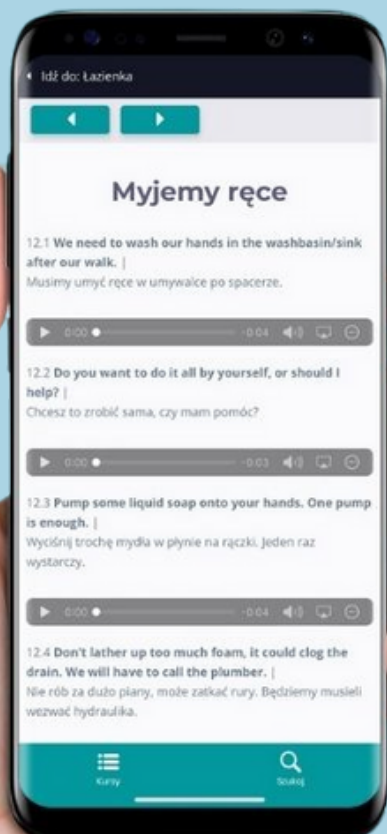 Idź do: Łazienka
Myjemy ręce
12.1 We need to wash our hands in the washbasin/sink
after our walk. |
Musimy umyć ręce w umywalce po spacerze.
0:00 -0:04
12.2 Do you want to do it all by yourself, or should I
help? |
Chcesz to zrobić sama, czy mam pomóc?
0:00 -0:03
12.3 Pump some liquid soap onto your hands. One pump
is enough. |
Wyciśnij trochę mydła w płynie na rączki. Jeden raz
wystarczy.
0:00 -0:04
12.4 Don't lather up too much foam, it could clog the
drain. We will have to call the plumber. |
Nie rób za dużo piany, może zatkać rury. Będziemy musieli
wezwać hydraulika.
Kursy Szukaj